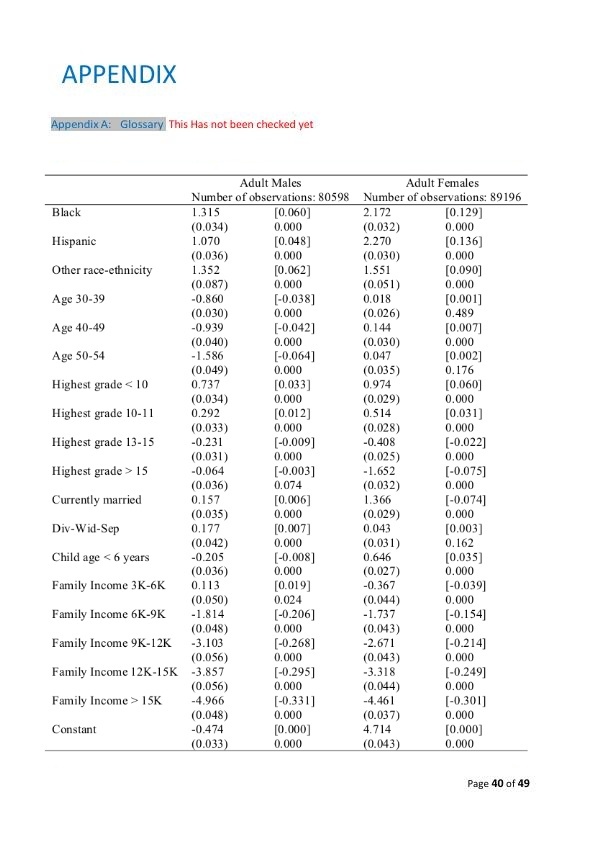 APPENDIX
Appendix A: Glossary This Has not been checked yet
Adult Males Adult Females
Number of observations: 80598 Number of observations: 89196
Black 1.315 [0.060] 2.172 [0.129]
(0.034) 0.000 (0.032) 0.000
Hispanic 1.070 [0.048] 2.270 [0.136]
(0.036) 0.000 (0.030) 0.000
Other race-ethnicity 1.352 [0.062] 1.551 [0.090]
(0.087) 0.000 (0.051) 0.000
Age 30-39 -0.860 [-0.038] 0.018 [0.001]
(0.030) 0.000 (0.026) 0.489
Age 40-49 -0.939 [-0.042] 0.144 [0.007]
(0.040) 0.000 (0.030) 0.000
Age 50-54 -1.586 [-0.064] 0.047 [0.002]
(0.049) 0.000 (0.035) 0.176
Highest grade < 10 0.737 [0.033] 0.974 [0.060]
(0.034) 0.000 (0.029) 0.000
Highest grade 10-11 0.292 [0.012] 0.514 [0.031]
(0.033) 0.000 (0.028) 0.000
Highest grade 13-15 -0.231 [-0.009] -0.408 [-0.022]
(0.031) 0.000 (0.025) 0.000
Highest grade > 15 -0.064 [-0.003] -1.652 [-0.075]
(0.036) 0.074 (0.032) 0.000
Currently married 0.157 [0.006] 1.366 [-0.074]
(0.035) 0.000 (0.029) 0.000
Div-Wid-Sep 0.177 [0.007] 0.043 [0.003]
(0.042) 0.000 (0.031) 0.162
Child age < 6 years -0.205 [-0.008] 0.646 [0.035]
(0.036) 0.000 (0.027) 0.000
Family Income 3K-6K 0.113 [0.019] -0.367 [-0.039]
(0.050) 0.024 (0.044) 0.000
Family Income 6K-9K -1.814 [-0.206] -1.737 [-0.154]
(0.048) 0.000 (0.043) 0.000
Family Income 9K-12K -3.103 [-0.268] -2.671 [-0.214]
(0.056) 0.000 (0.043) 0.000
Family Income 12K-15K -3.857 [-0.295] -3.318 [-0.249]
(0.056) 0.000 (0.044) 0.000
Family Income > 15K -4.966 [-0.331] -4.461 [-0.301]
(0.048) 0.000 (0.037) 0.000
Constant -0.474 [0.000] 4.714 [0.000]
(0.033) 0.000 (0.043) 0.000
Page 40 of 49